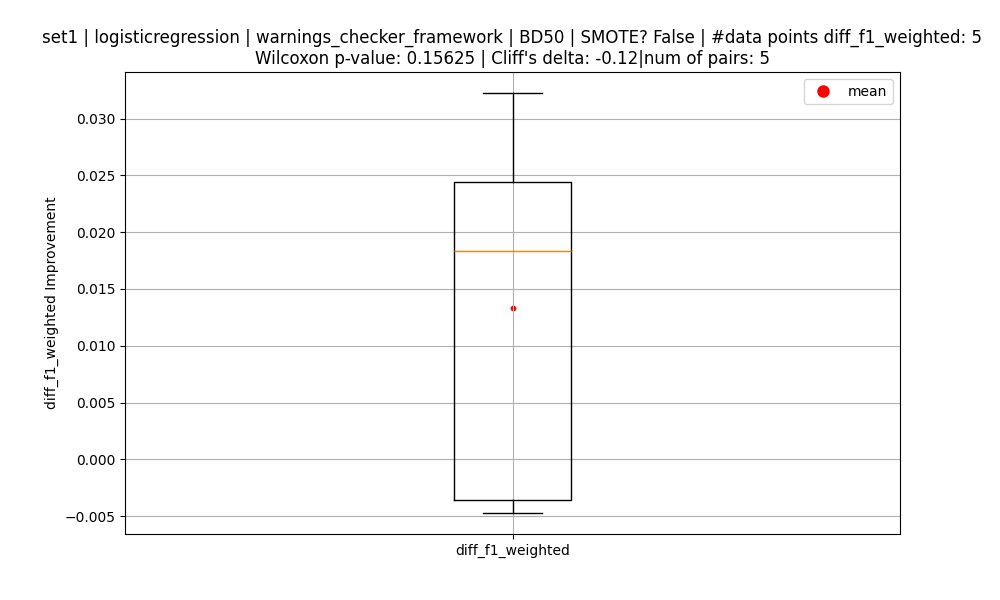 set1 | logisticregression | warnings_checker_framework | BD50 | SMOTE? False | #data points diff_f1_weighted: 5
Wilcoxon p-value: 0.15625 | Cliff's delta: -0.12|num of pairs: 5
mean
diff_f1_weighted Improvement
0.030
0.025
0.020
0.015
0.010
0.005
0.000
−0.005
diff_f1_weighted